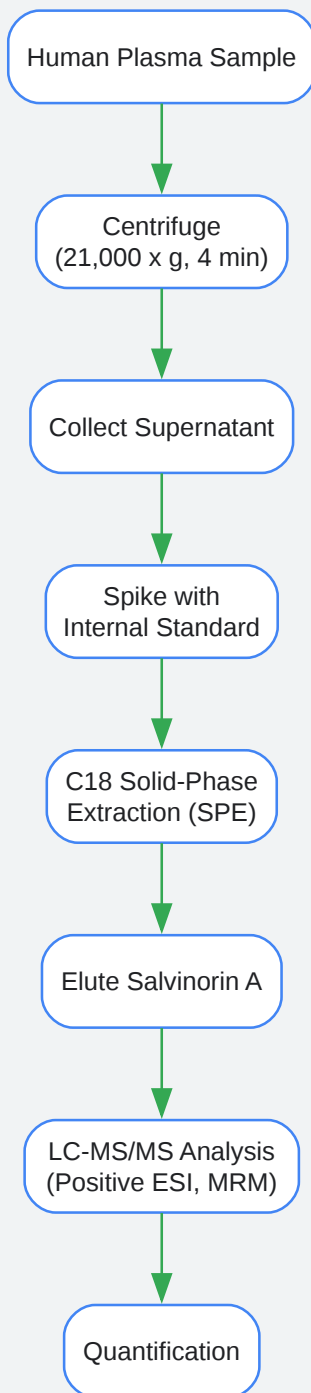 Human Plasma Sample
Centrifuge
(21,000 x g, 4 min)
Collect Supernatant
Spike with
Internal Standard
C18 Solid-Phase
Extraction (SPE)
Elute Salvinorin A
LC-MS/MS Analysis
(Positive ESI, MRM)
Quantification